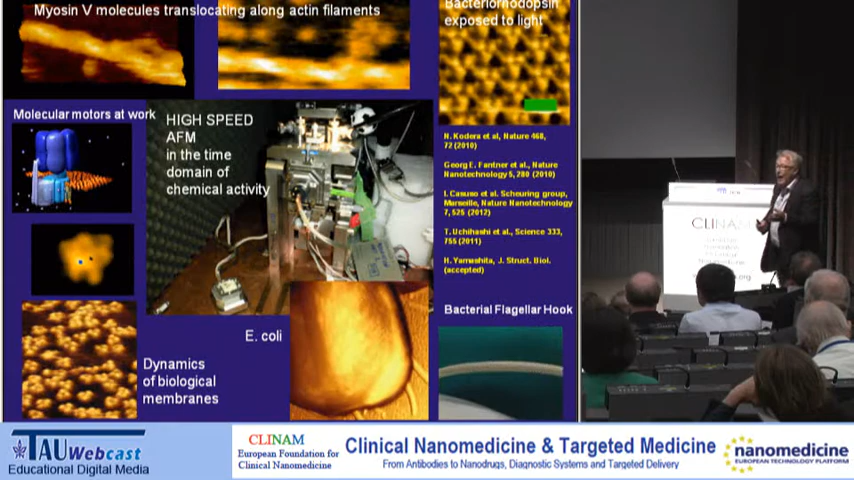 Myosin V molecules translocating along actin filaments
Bacteriorhodopsin
exposed to light
Molecular motors at work
HIGH SPEED
AFM
in the time
domain of
chemical activity
N. Kodera et al, Nature 468,
72 (2010)
Georg E. Fantner et al., Nature
Nanotechnology 5, 280 (2010)
I. Casuso et al. Scheuring group,
Marseille, Nature Nanotechnology
7, 525 (2012)
T. Uchihashi et al., Science 333,
755 (2011)
H. Yamashita, J. Struct. Biol.
(accepted)
Bacterial Flagellar Hook
E. coli
Dynamics
of biological
membranes
CLINAM
TAU Webcast
Educational Digital Media
CLINAM
European Foundation for
Clinical Nanomedicine
Clinical Nanomedicine & Targeted Medicine
From Antibodies to Nanodrugs, Diagnostic Systems and Targeted Delivery
nanomedicine
EUROPEAN TECHNOLOGY PLATFORM